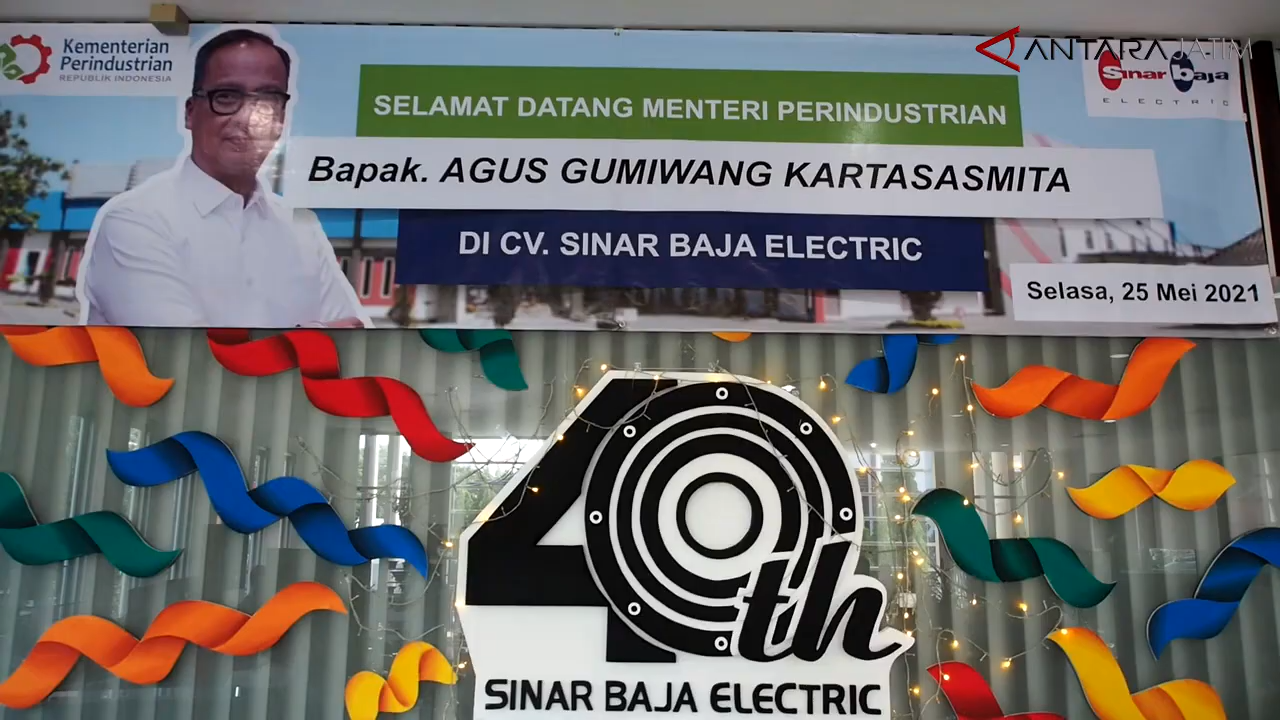 Kementerian
Perindustrian
REPUBLIK INDONESIA
ANTARA JATIM
sinar baja
ELECTRIC
SELAMAT DATANG MENTERI PERINDUSTRIAN
Bapak. AGUS GUMIWANG KARTASASMITA
DI CV. SINAR BAJA ELECTRIC
Selasa, 25 Mei 2021
40th
SINAR BAJA ELECTRIC